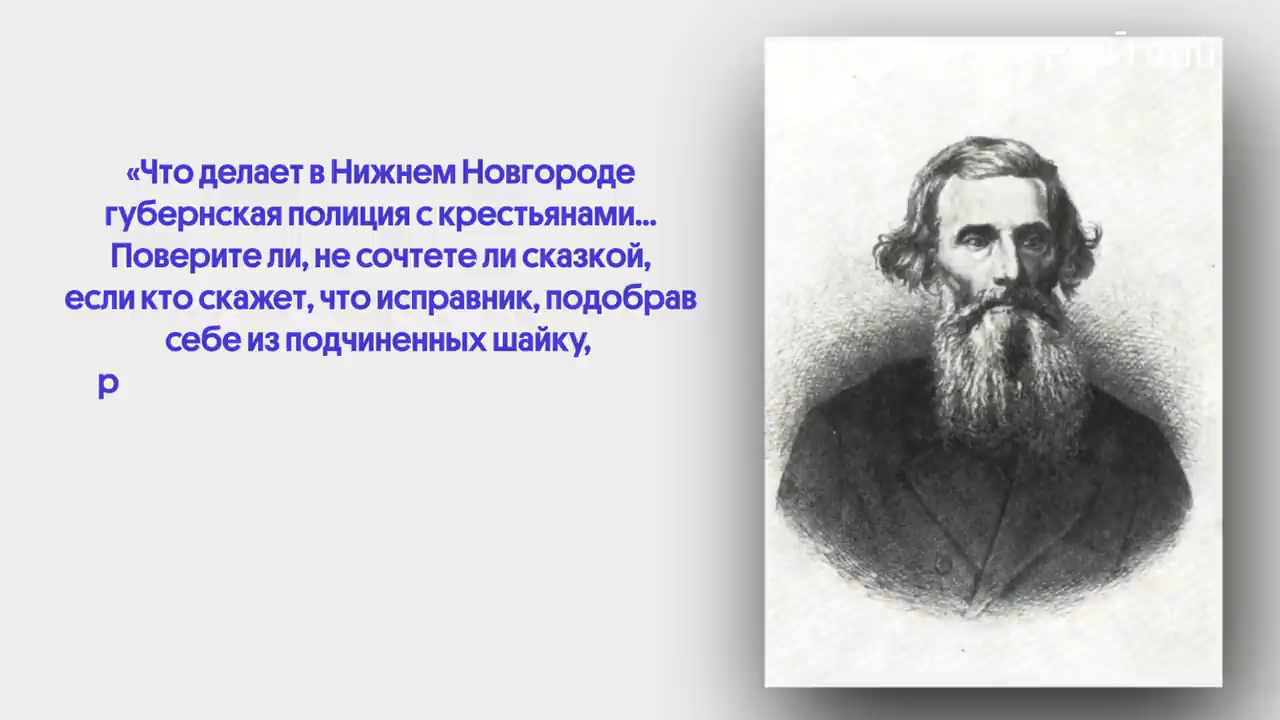 «Что делает в Нижнем Новгороде
губернская полиция с крестьянами...
Поверите ли, не сочтете ли сказкой,
если кто скажет, что исправник, подобрав
себе из подчиненных шайку,
р